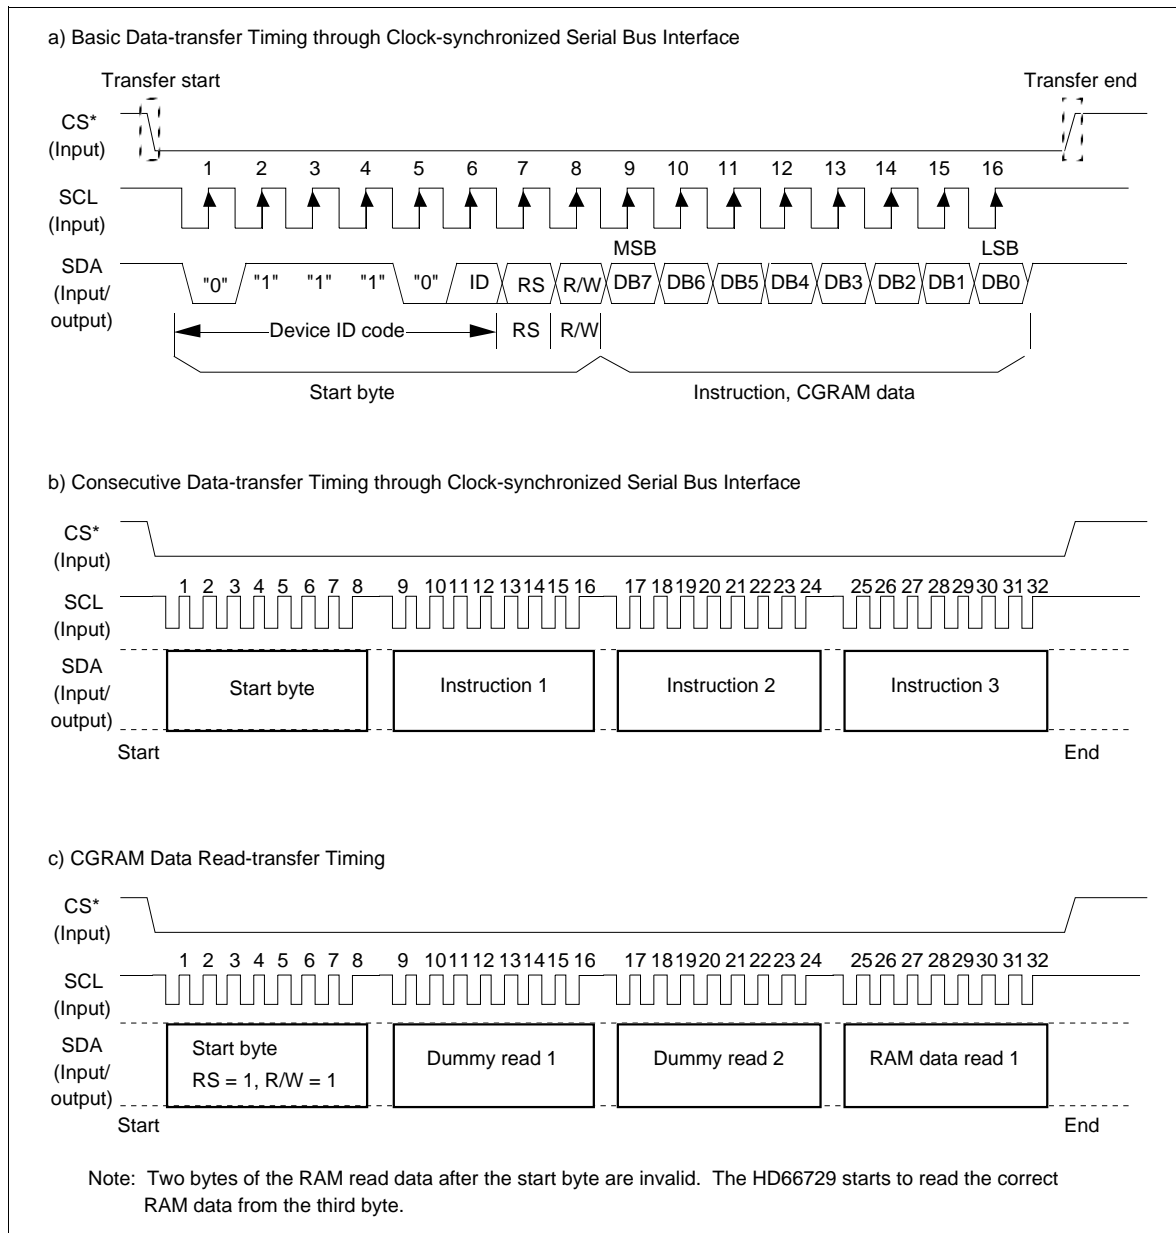 a) Basic Data-transfer Timing through Clock-synchronized Serial Bus Interface
Transfer start
Transfer end
CS*
(Input)
1 2 3 4 5 6 7 8 9 10 11 12 13 14 15 16
SCL
(Input)
MSB LSB
SDA
(Input/
output)
"0" "1" "1" "1" "0" ID RS R/W DB7 DB6 DB5 DB4 DB3 DB2 DB1 DB0
Device ID code RS R/W
Start byte
Instruction, CGRAM data
b) Consecutive Data-transfer Timing through Clock-synchronized Serial Bus Interface
CS*
(Input)
1 2 3 4 5 6 7 8 9 10 11 12 13 14 15 16 17 18 19 20 21 22 23 24 25 26 27 28 29 30 31 32
SCL
(Input)
SDA
(Input/
output)
Start byte
Instruction 1
Instruction 2
Instruction 3
Start
End
c) CGRAM Data Read-transfer Timing
CS*
(Input)
1 2 3 4 5 6 7 8 9 10 11 12 13 14 15 16 17 18 19 20 21 22 23 24 25 26 27 28 29 30 31 32
SCL
(Input)
SDA
(Input/
output)
Start byte
RS = 1, R/W = 1
Dummy read 1
Dummy read 2
RAM data read 1
Start
End
Note: Two bytes of the RAM read data after the start byte are invalid. The HD66729 starts to read the correct
RAM data from the third byte.